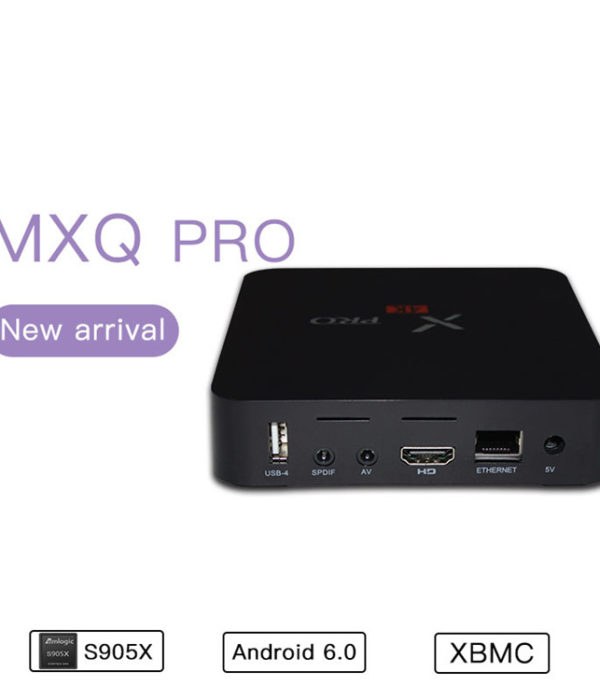 MXQ PRO
New arrival
X
PRO 4K
USB-4
SPDIF
AV
HD
ETHERNET
5V
Amlogic
S905X
S905X
Android 6.0
XBMC